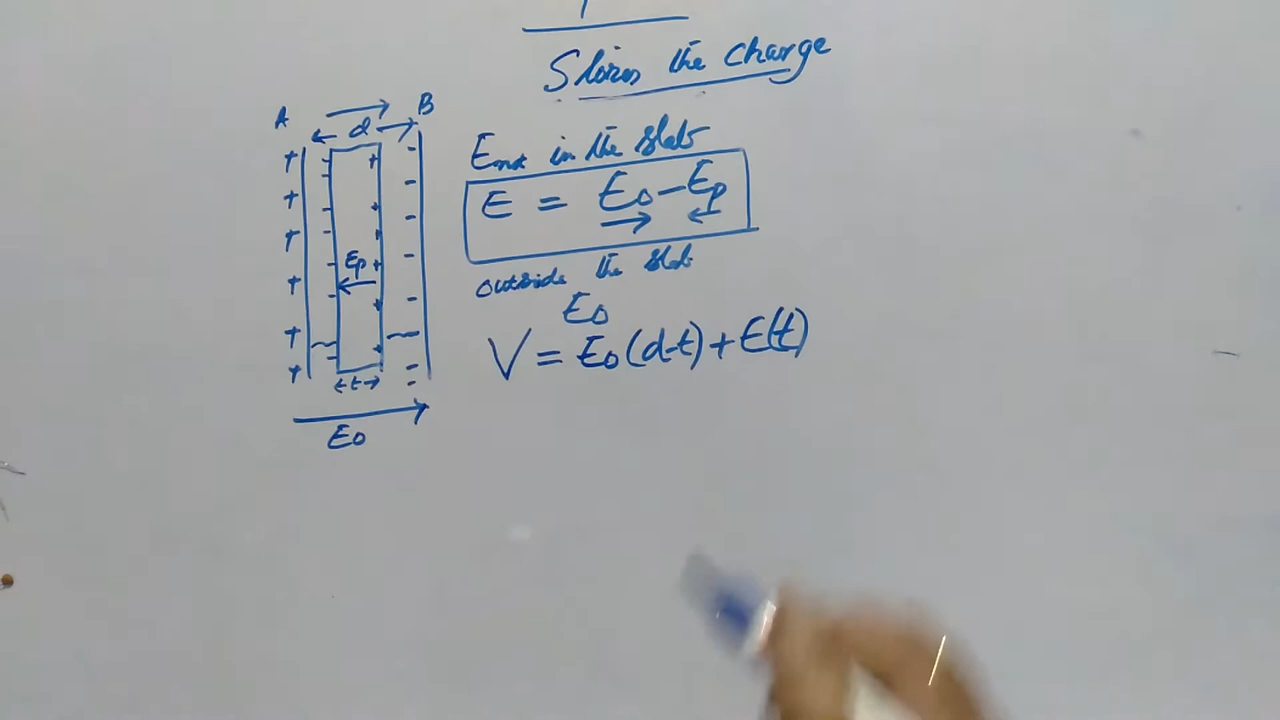 Stores the charge
A d B
+ + + + + +
- - - - - -
Ep
t
E0
Enet in the slab
E = E0 - Ep
outside the slab
E0
V = E0 (d-t) + E(t)